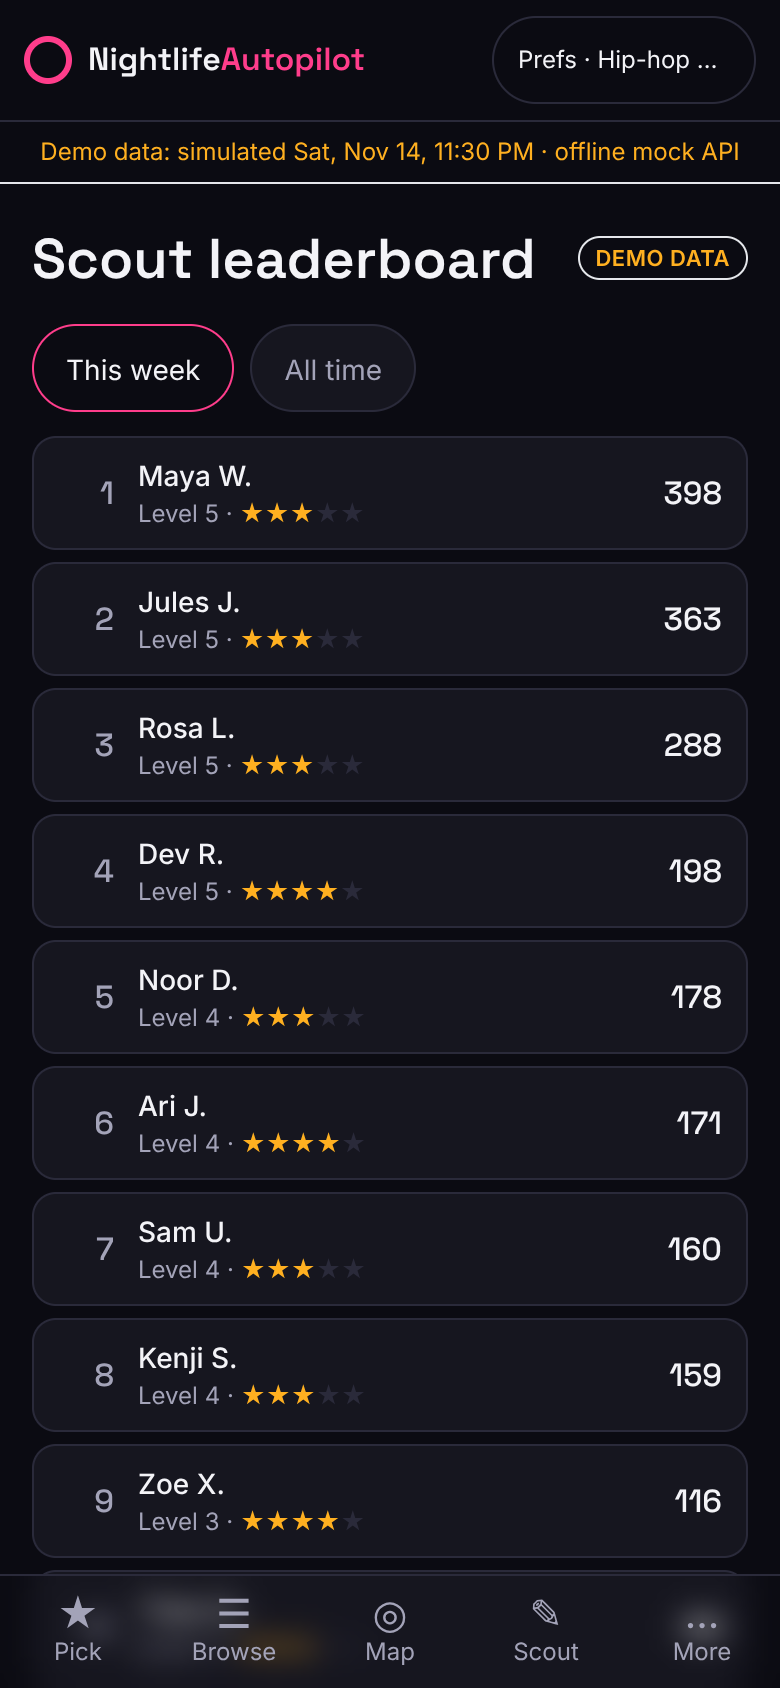 NightlifeAutopilot
Prefs · Hip-hop ...
Demo data: simulated Sat, Nov 14, 11:30 PM · offline mock API
Scout leaderboard
DEMO DATA
This week
All time
1
Maya W.
Level 5 · ★★★★★
398
2
Jules J.
Level 5 · ★★★★★
363
3
Rosa L.
Level 5 · ★★★★★
288
4
Dev R.
Level 5 · ★★★★★
198
5
Noor D.
Level 4 · ★★★★★
178
6
Ari J.
Level 4 · ★★★★★
171
7
Sam U.
Level 4 · ★★★★★
160
8
Kenji S.
Level 4 · ★★★★★
159
9
Zoe X.
Level 3 · ★★★★★
116
Pick
Browse
Map
Scout
More